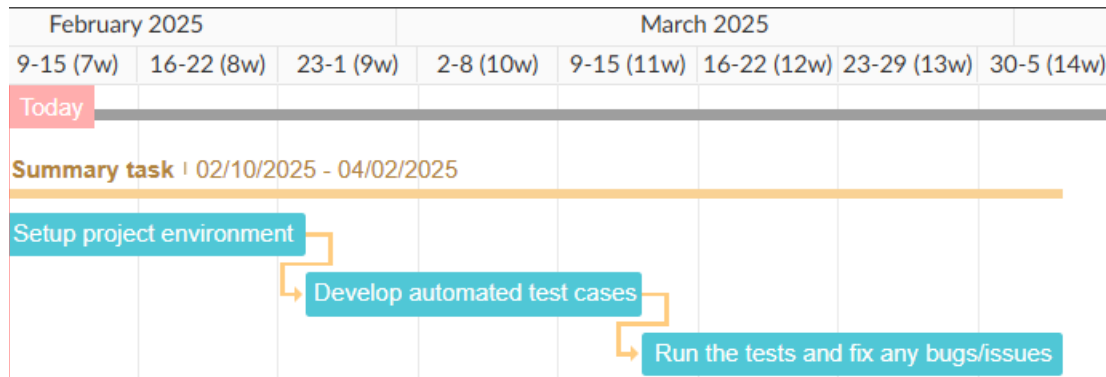 February 2025 March 2025
9-15 (7w) 16-22 (8w) 23-1 (9w) 2-8 (10w) 9-15 (11w) 16-22 (12w) 23-29 (13w) 30-5 (14w)
Today
Summary task 02/10/2025 - 04/02/2025
Setup project environment
Develop automated test cases
Run the tests and fix any bugs/issues